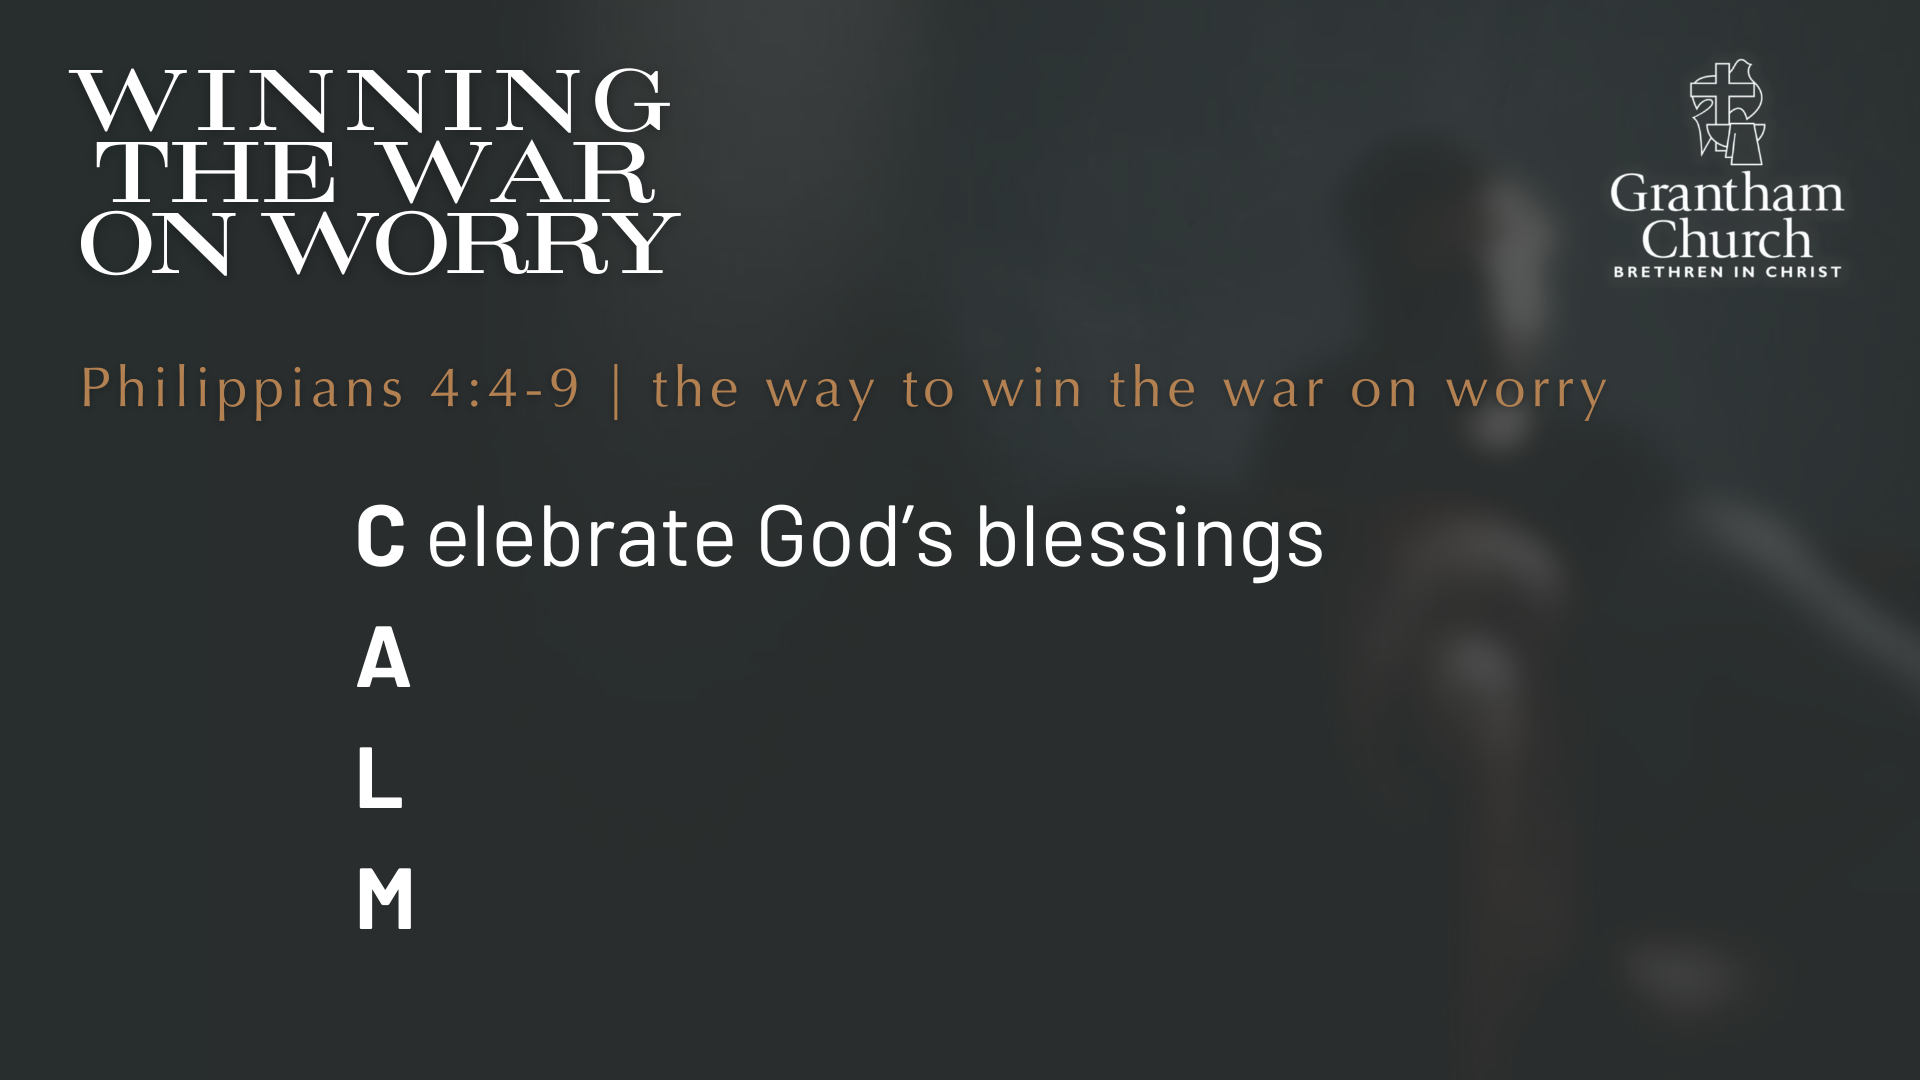 WINNING
THE WAR
ON WORRY
Grantham
Church
BRETHREN IN CHRIST
Philippians 4:4-9 | the way to win the war on worry
C elebrate God’s blessings
A
L
M